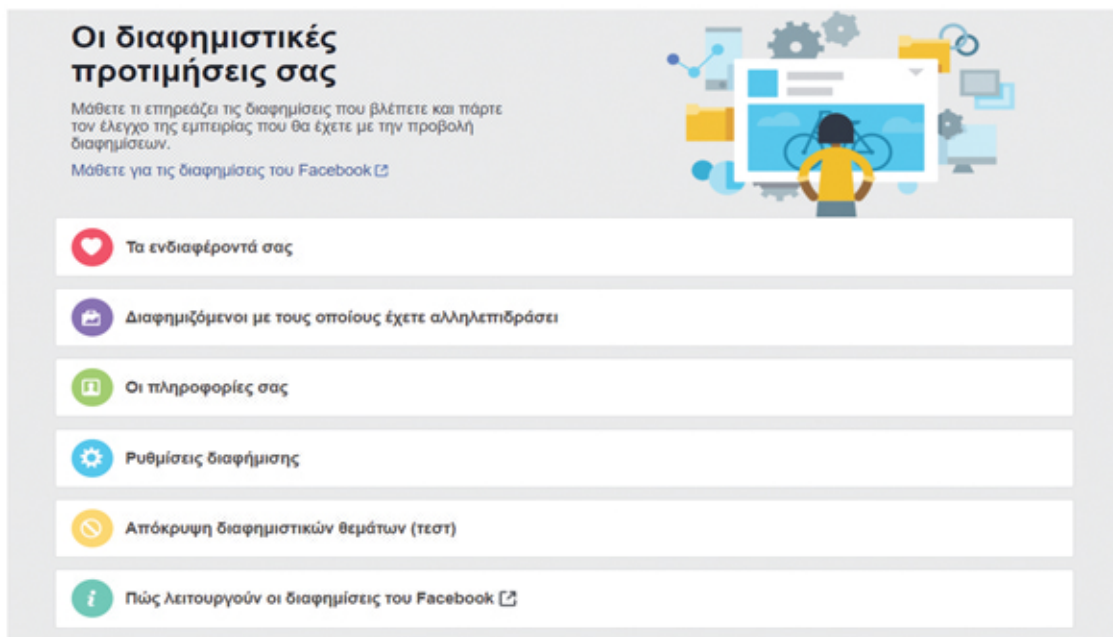 Οι διαφημιστικές
προτιμήσεις σας
Μάθετε τι επηρεάζει τις διαφημίσεις που βλέπετε και πάρτε
τον έλεγχο της εμπειρίας που θα έχετε με την προβολή
διαφημίσεων.
Μάθετε για τις διαφημίσεις του Facebook
Τα ενδιαφέροντά σας
Διαφημιζόμενοι με τους οποίους έχετε αλληλεπιδράσει
Οι πληροφορίες σας
Ρυθμίσεις διαφήμισης
Απόκρυψη διαφημιστικών θεμάτων (τεστ)
Πώς λειτουργούν οι διαφημίσεις του Facebook